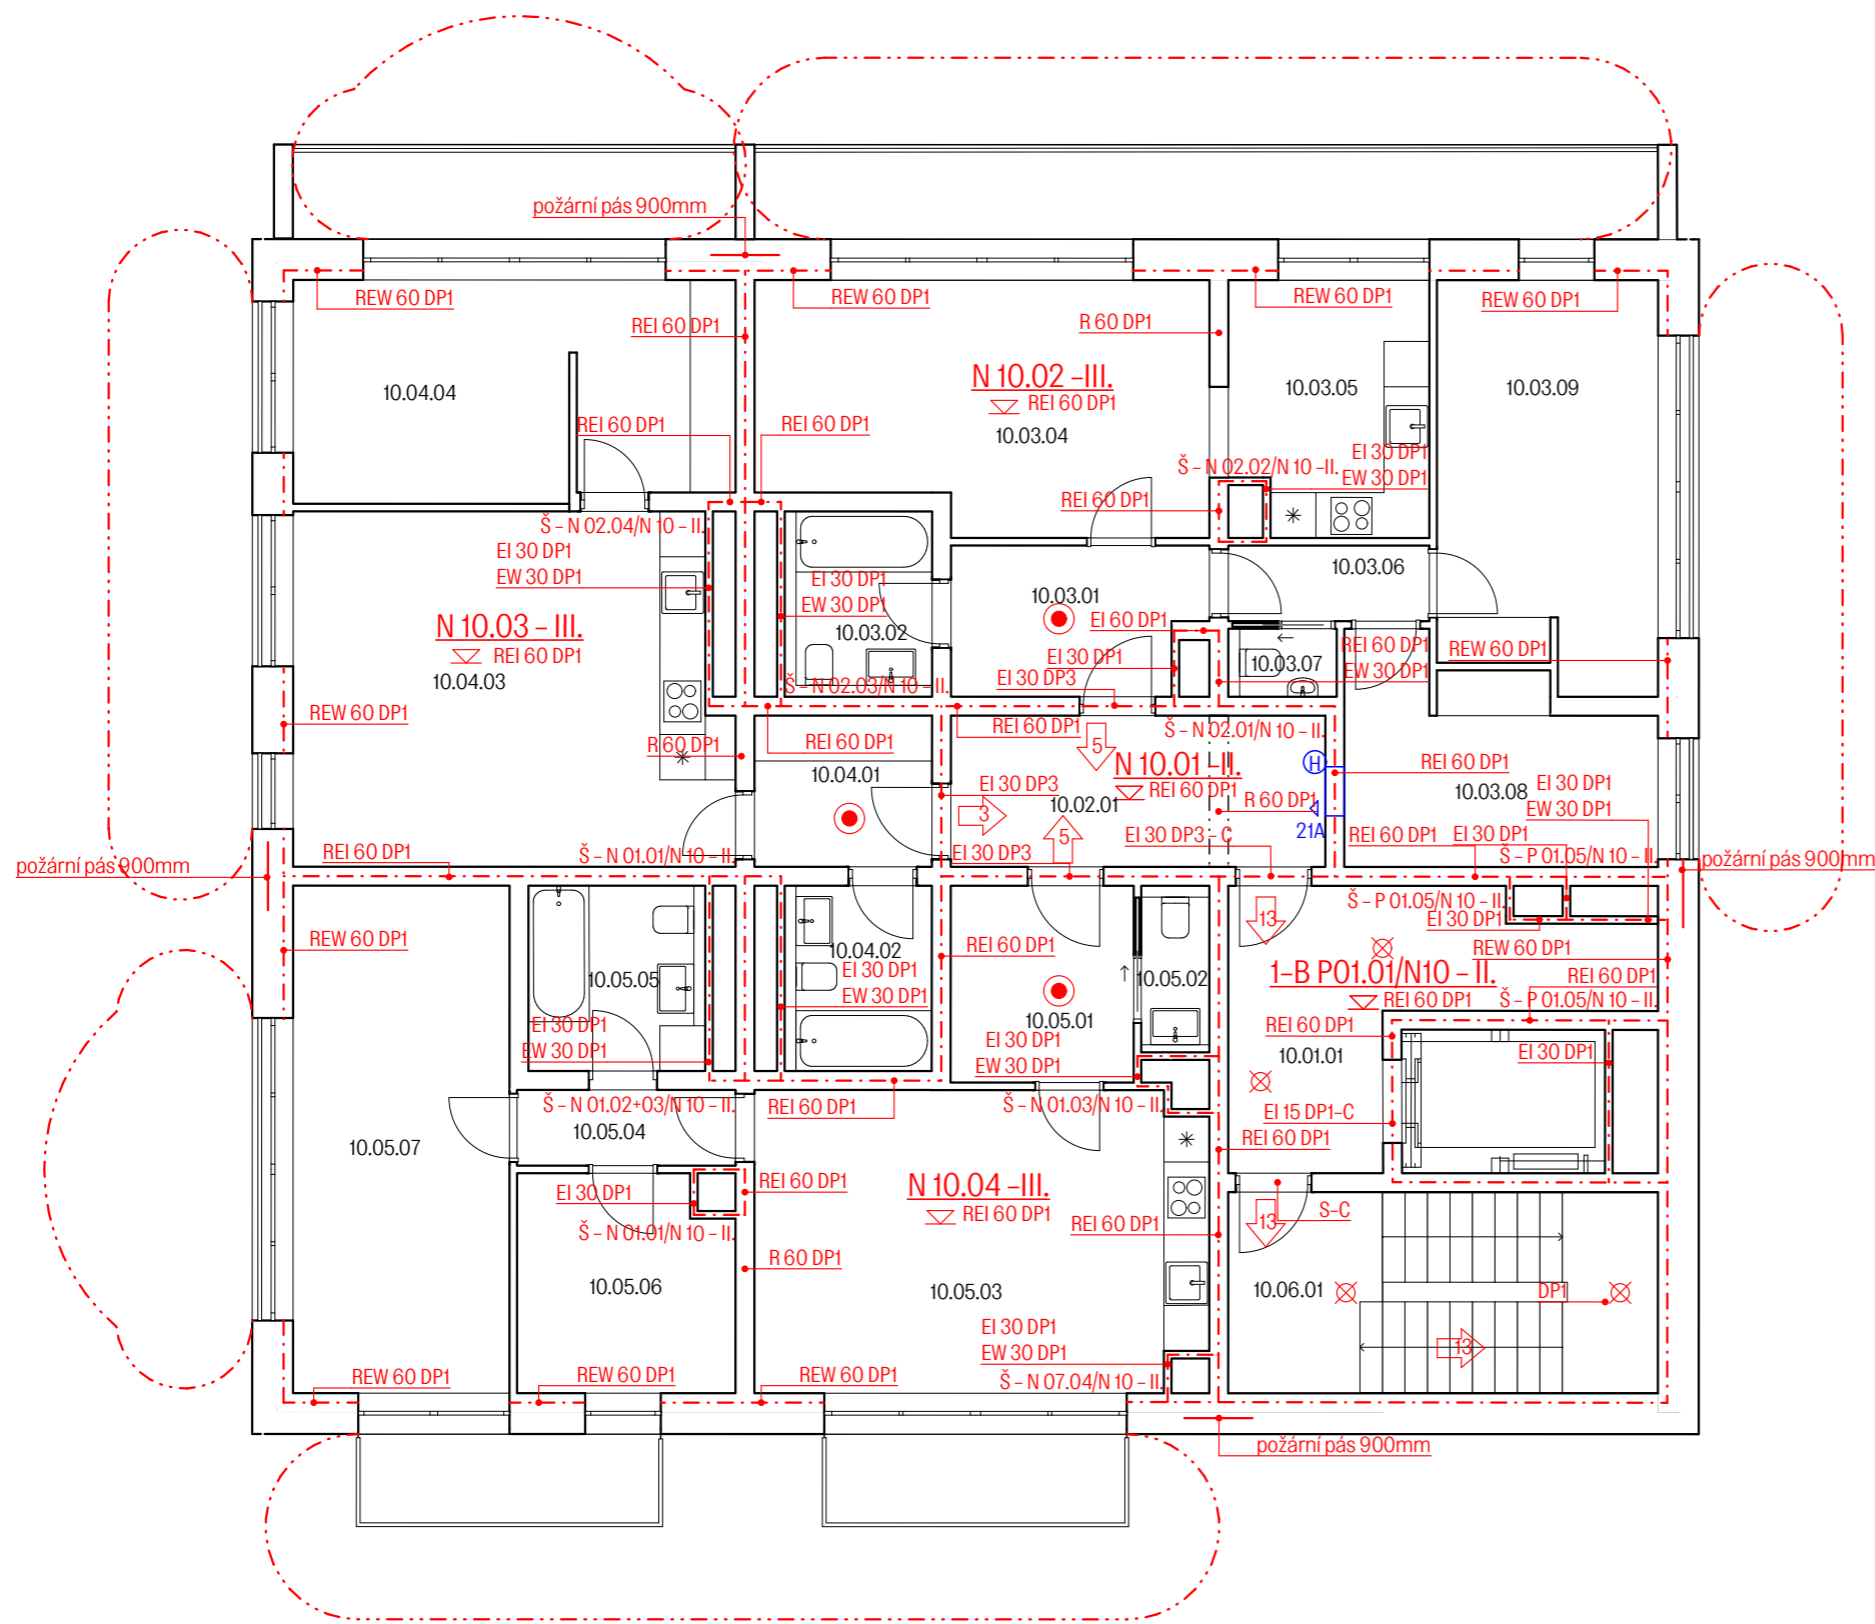 požární pás 900mm
REW 60 DP1
REW 60 DP1
REW 60 DP1
REW 60 DP1
REI 60 DP1
R 60 DP1
N 10.02 -III.
REI 60 DP1
10.04.04
10.03.05
10.03.09
REI 60 DP1
REI 60 DP1
10.03.04
EI 30 DP1
Š - N 02.02/N 10 -II.
EW 30 DP1
REI 60 DP1
Š - N 02.04/N 10 - II.
EI 30 DP1
EW 30 DP1
EI 30 DP1
EW 30 DP1
10.03.01
10.03.06
N 10.03 - III.
REI 60 DP1
10.04.03
10.03.02
EI 60 DP1
EI 30 DP1
10.03.07
REI 60 DP1
EW 30 DP1
REW 60 DP1
Š - N 02.03/N 10 - II.
EI 30 DP3
REW 60 DP1
R 60 DP1
REI 60 DP1
REI 60 DP1
Š - N 02.01/N 10 - II.
5
N 10.01 -II.
REI 60 DP1
H
REI 60 DP1
10.04.01
EI 30 DP3
10.02.01
R 60 DP1
10.03.08
EI 30 DP1
EW 30 DP1
3
5
EI 30 DP3 - C
21A
REI 60 DP1
EI 30 DP1
požární pás 900mm
REI 60 DP1
Š - N 01.01/N 10 - II.
EI 30 DP3
Š - P 01.05/N 10 - II.
požární pás 900mm
Š - P 01.05/N 10 - II.
EI 30 DP1
13
REW 60 DP1
10.05.05
10.04.02
EI 30 DP1
EW 30 DP1
REI 60 DP1
10.05.02
REW 60 DP1
1-B P01.01/N10 - II.
REI 60 DP1
REI 60 DP1
Š - P 01.05/N 10 - II.
EI 30 DP1
EW 30 DP1
10.05.01
EI 30 DP1
EW 30 DP1
REI 60 DP1
10.01.01
EI 30 DP1
Š - N 01.02+03/N 10 - II.
REI 60 DP1
Š - N 01.03/N 10 - II.
EI 15 DP1-C
REI 60 DP1
10.05.07
10.05.04
EI 30 DP1
REI 60 DP1
N 10.04 -III.
REI 60 DP1
Š - N 01.01/N 10 - II.
REI 60 DP1
S-C
13
R 60 DP1
10.05.06
10.05.03
10.06.01
DP1
EI 30 DP1
EW 30 DP1
13
REW 60 DP1
REW 60 DP1
REW 60 DP1
Š - N 07.04/N 10 - II.
požární pás 900mm